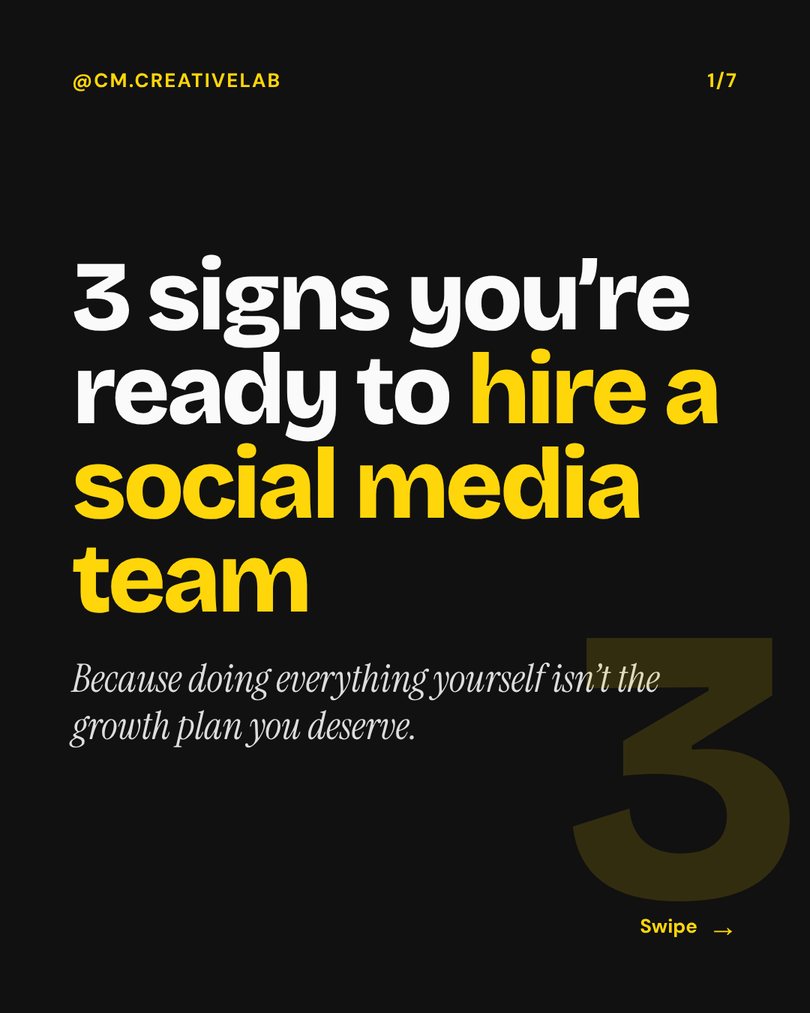 @CM.CREATIVELAB
1/7
3 signs you’re
ready to hire a
social media
team
Because doing everything yourself isn’t the
growth plan you deserve.
3
Swipe →